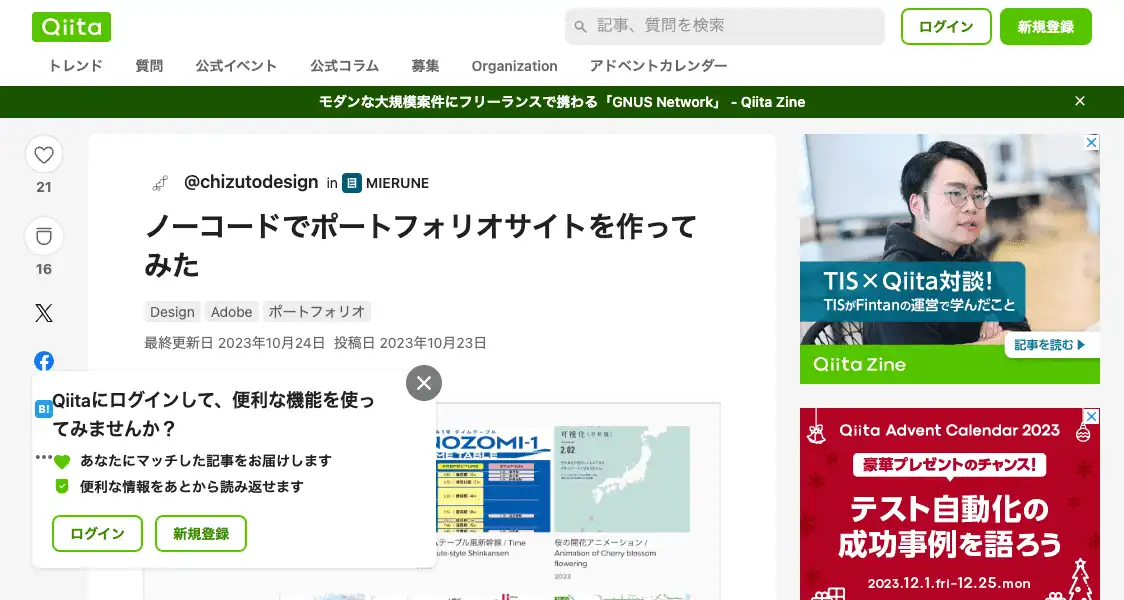 Qiita
記事、質問を検索
ログイン
新規登録
トレンド
質問
公式イベント
公式コラム
募集
Organization
アドベントカレンダー
モダンな大規模案件にフリーランスで携わる「GNUS Network」 - Qiita Zine
21
16
@chizutodesign in MIERUNE
ノーコードでポートフォリオサイトを作って
みた
Design
Adobe
ポートフォリオ
最終更新日 2023年10月24日 投稿日 2023年10月23日
B!
Qiitaにログインして、便利な機能を使っ
てみませんか？
あなたにマッチした記事をお届けします
便利な情報をあとから読み返せます
ログイン
新規登録
NOZOMI-1
ME TABLE
PREFECTURE
STATION
ムテーブル風新幹線 / Time
ule-style Shinkansen
可視化
2.02
桜の開花アニメーション /
Animation of Cherry blossom
flowering
2023
TIS×Qiita対談!
TISがFintanの運営で学んだこと
記事を読む
Qiita Zine
Qiita Advent Calendar 2023
豪華プレゼントのチャンス!
テスト自動化の
成功事例を語ろう
2023.12.1.fri-12.25.mon